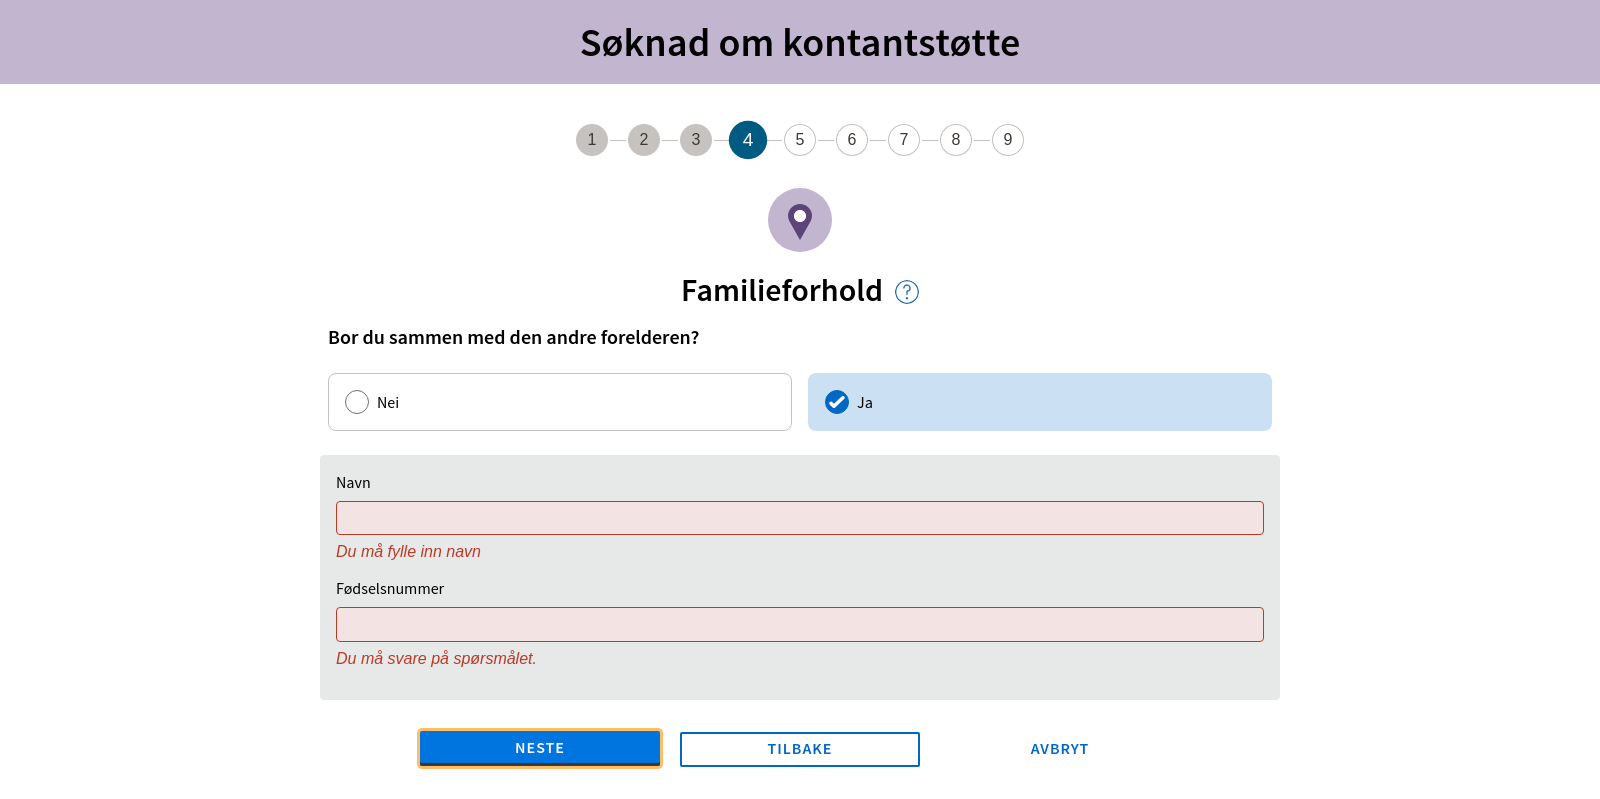 Søknad om kontantstøtte
1 2 3 4 5 6 7 8 9
Familieforhold ?
Bor du sammen med den andre forelderen?
Nei Ja
Navn
Du må fylle inn navn
Fødselsnummer
Du må svare på spørsmålet.
NESTE TILBAKE AVBRYT